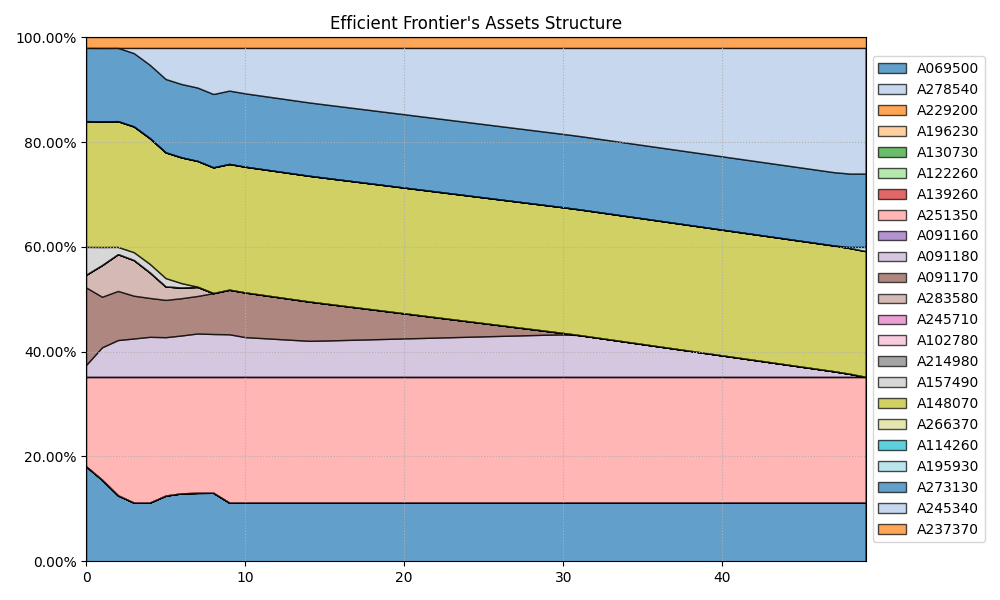 Efficient Frontier's Assets Structure
100.00%
80.00%
60.00%
40.00%
20.00%
0.00%
0
10
20
30
40
A069500
A278540
A229200
A196230
A130730
A122260
A139260
A251350
A091160
A091180
A091170
A283580
A245710
A102780
A214980
A157490
A148070
A266370
A114260
A195930
A273130
A245340
A237370